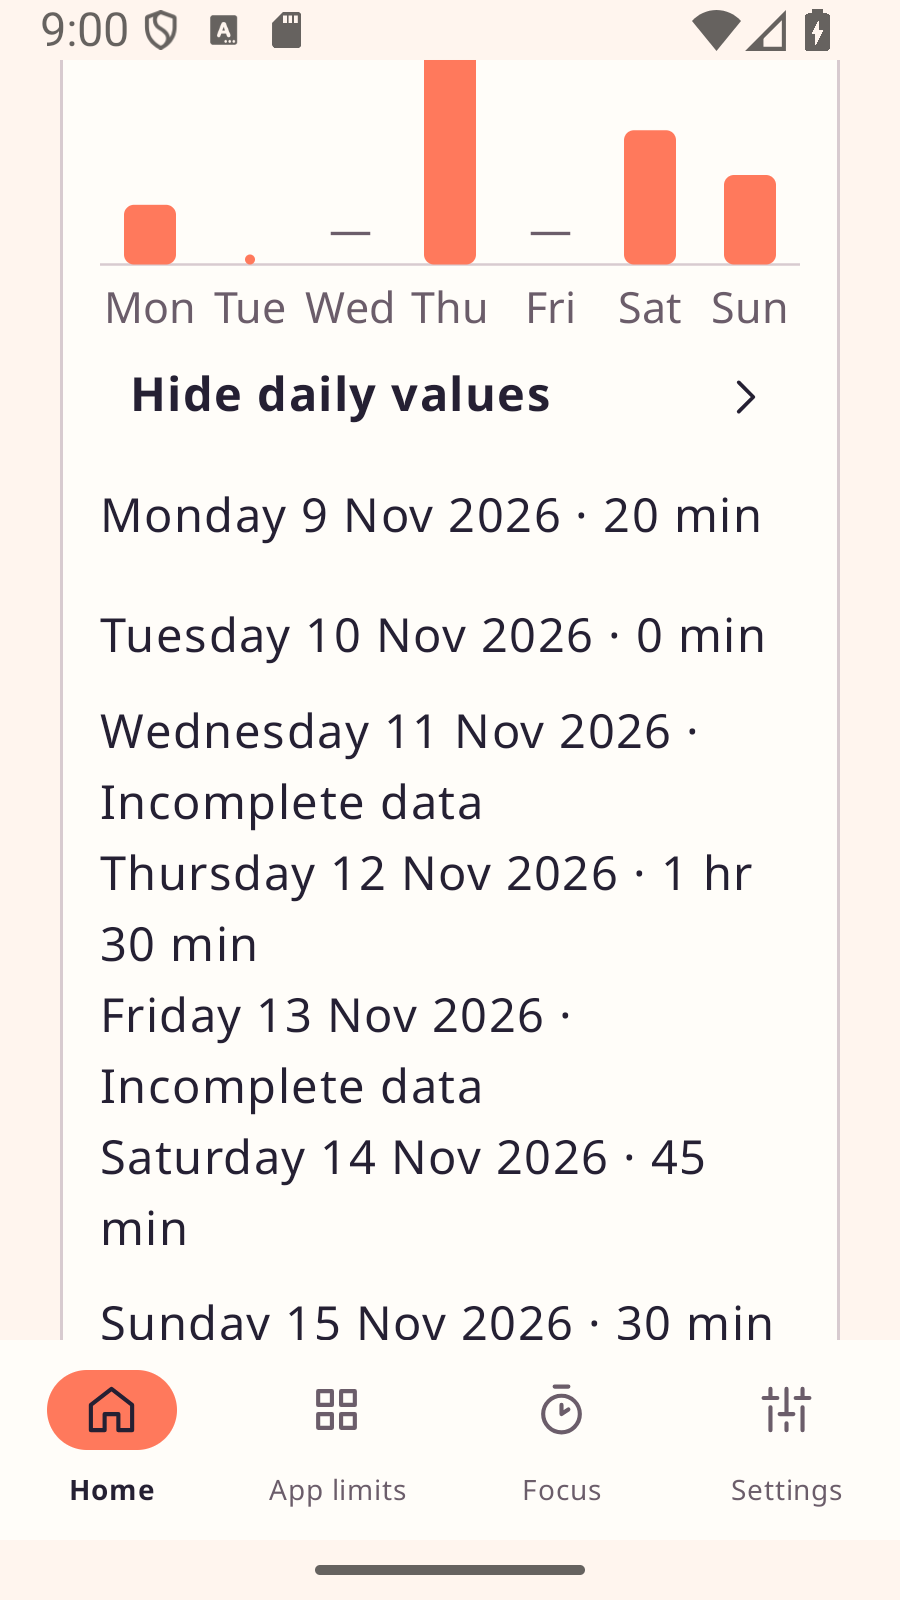 9:00
Mon Tue Wed Thu Fri Sat Sun
Hide daily values
Monday 9 Nov 2026 · 20 min
Tuesday 10 Nov 2026 · 0 min
Wednesday 11 Nov 2026 ·
Incomplete data
Thursday 12 Nov 2026 · 1 hr
30 min
Friday 13 Nov 2026 ·
Incomplete data
Saturday 14 Nov 2026 · 45
min
Sunday 15 Nov 2026 · 30 min
Home App limits Focus Settings